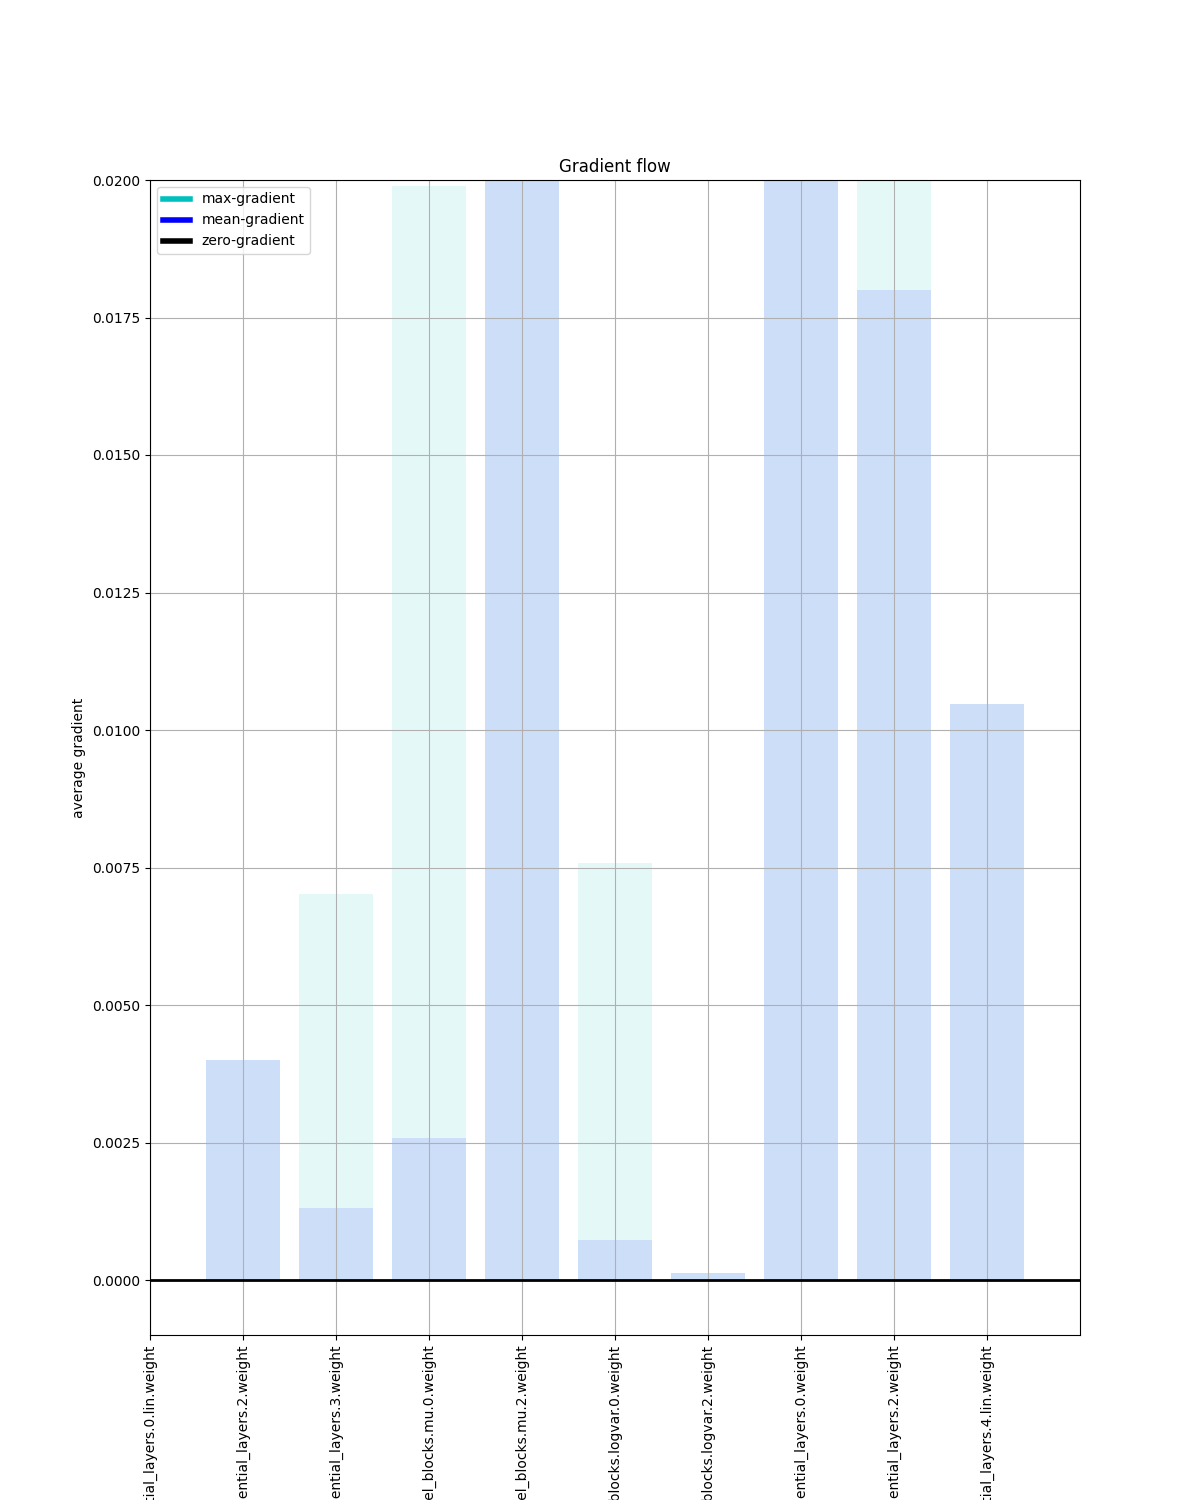 Gradient flow
max-gradient
mean-gradient
zero-gradient
0.0200
0.0175
0.0150
0.0125
0.0100
0.0075
0.0050
0.0025
0.0000
average gradient
tial_layers.0.lin.weight
ential_layers.2.weight
ential_layers.3.weight
el_blocks.mu.0.weight
el_blocks.mu.2.weight
blocks.logvar.0.weight
blocks.logvar.2.weight
ential_layers.0.weight
ential_layers.2.weight
tial_layers.4.lin.weight